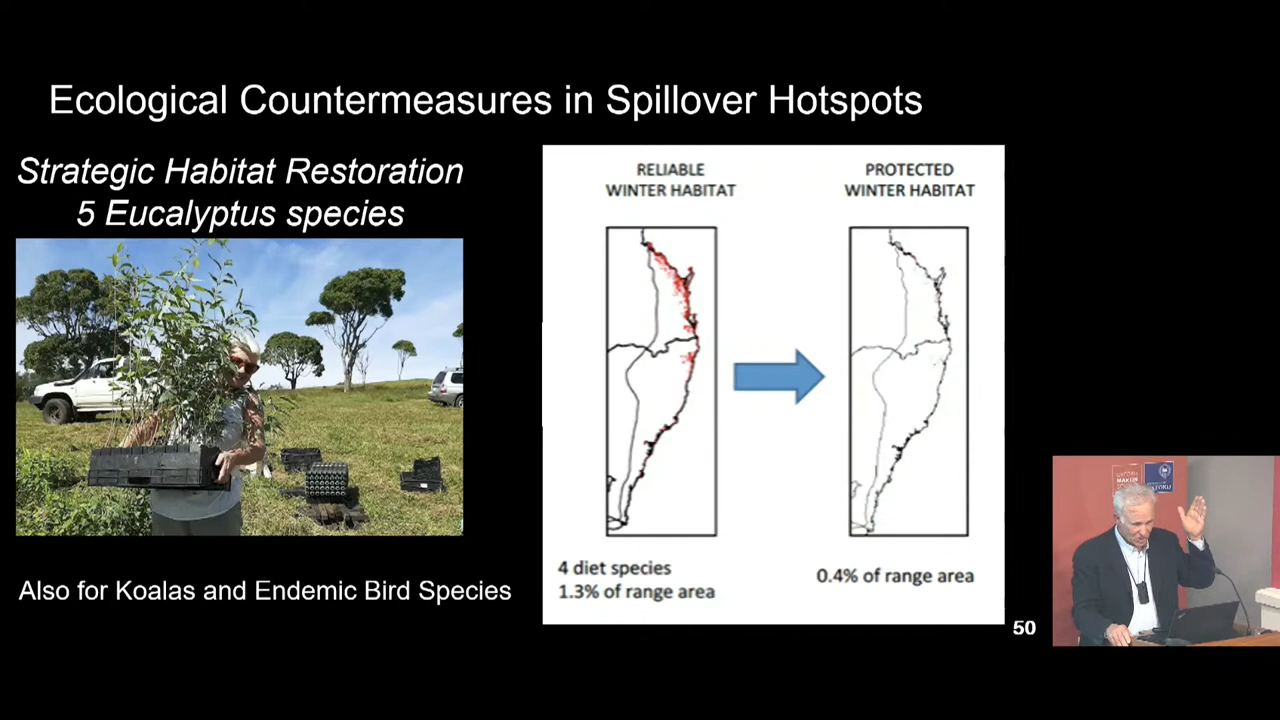 Ecological Countermeasures in Spillover Hotspots
Strategic Habitat Restoration
5 Eucalyptus species
Also for Koalas and Endemic Bird Species
RELIABLE
WINTER HABITAT
PROTECTED
WINTER HABITAT
4 diet species
1.3% of range area
0.4% of range area
50